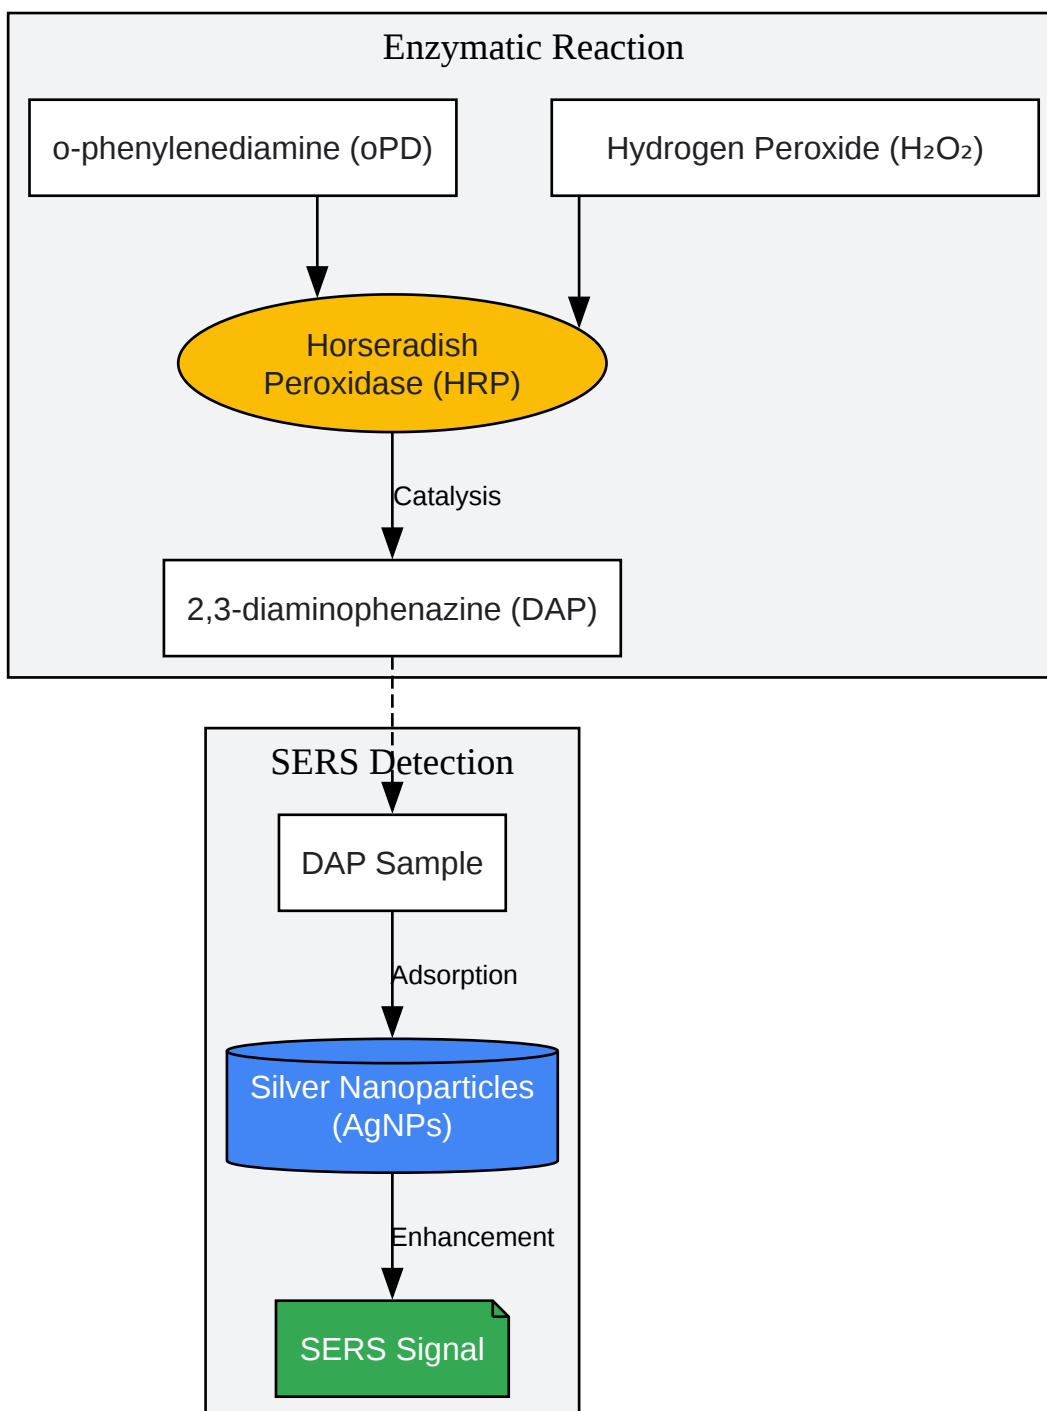 Enzymatic Reaction
o-phenylenediamine (oPD)
Hydrogen Peroxide (H₂O₂)
Horseradish
Peroxidase (HRP)
Catalysis
2,3-diaminophenazine (DAP)
SERS Detection
DAP Sample
Adsorption
Silver Nanoparticles
(AgNPs)
Enhancement
SERS Signal